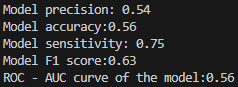 Model precision: 0.54
Model accuracy:0.56
Model sensitivity: 0.75
Model F1 score:0.63
ROC - AUC curve of the model:0.56